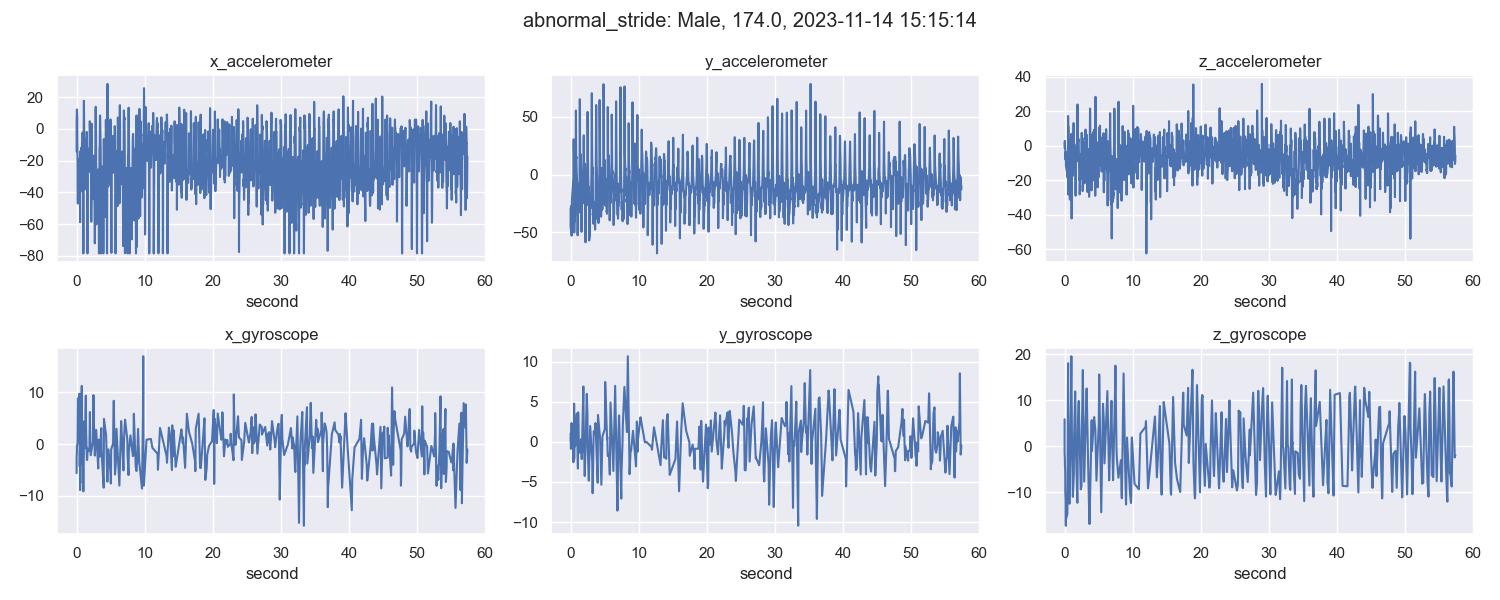 abnormal_stride: Male, 174.0, 2023-11-14 15:15:14
x_accelerometer
20
0
−20
−40
−60
−80
0 10 20 30 40 50 60
second
y_accelerometer
50
0
−50
0 10 20 30 40 50 60
second
z_accelerometer
40
20
0
−20
−40
−60
0 10 20 30 40 50 60
second
x_gyroscope
10
0
−10
0 10 20 30 40 50 60
second
y_gyroscope
10
5
0
−5
−10
0 10 20 30 40 50 60
second
z_gyroscope
20
10
0
−10
0 10 20 30 40 50 60
second